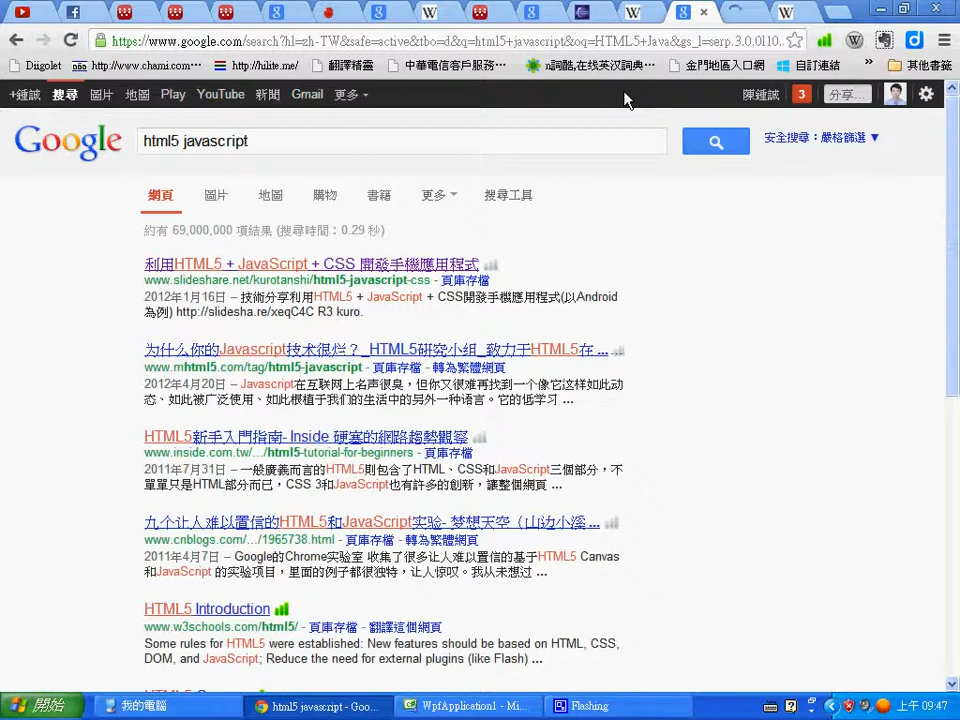 https://www.google.com/search?hl=zh-TW&safe=active&tbo=d&q=html5+javascript&oq=HTML5+Java&gs_l=serp.3.0.0l10...
Diigolet
http://www.chami.com...
http://hilite.me/
翻譯精靈
中華電信客戶服務...
n詞酷,在线英汉詞典...
金門地區入口網
自訂連結
»
其他書籤
+鍾誠 搜尋 圖片 地圖 Play YouTube 新聞 Gmail 更多
陳鍾誠 3 分享...
Google
html5 javascript
安全搜尋：嚴格篩選 ▼
網頁 圖片 地圖 購物 書籍 更多 搜尋工具
約有 69,000,000 項結果 (搜尋時間：0.29 秒)
利用HTML5 + JavaScript + CSS 開發手機應用程式
www.slideshare.net/kurotanshi/html5-javascript-css - 頁庫存檔
2012年1月16日 – 技術分享利用HTML5 + JavaScript + CSS開發手機應用程式(以Android
為例) http://slidesha.re/xeqC4C R3 kuro.
为什么你的Javascript技术很烂？_HTML5研究小组_致力于HTML5在 ...
www.mhtml5.com/tag/html5-javascript - 頁庫存檔 - 轉為繁體網頁
2012年4月20日 – Javascript在互联网上名声很臭，但你又很难再找到一个像它这样如此动
态、如此被广泛使用、如此根植于我们的生活中的另外一种语言。它的低学习 ...
HTML5新手入門指南- Inside 硬塞的網路趨勢觀察
www.inside.com.tw/.../html5-tutorial-for-beginners - 頁庫存檔
2011年7月31日 – 一般廣義而言的HTML5則包含了HTML、CSS和JavaScript三個部分，不
單單只是HTML部分而已，CSS 3和JavaScript也有許多的創新，讓整個網頁 ...
九个让人难以置信的HTML5和JavaScript实验- 梦想天空（山边小溪 ...
www.cnblogs.com/.../1965738.html - 頁庫存檔 - 轉為繁體網頁
2011年4月7日 – Google的Chrome实验室 收集了很多让人难以置信的基于HTML5 Canvas
和JavaScript 的实验项目，里面的例子都很独特，让人惊叹。我从未想过 ...
HTML5 Introduction
www.w3schools.com/html5/ - 頁庫存檔 - 翻譯這個網頁
Some rules for HTML5 were established: New features should be based on HTML, CSS,
DOM, and JavaScript; Reduce the need for external plugins (like Flash) ...
開始
我的電腦
html5 javascript - Goo...
WpfApplication1 - Mi...
Flashing
上午 09:47